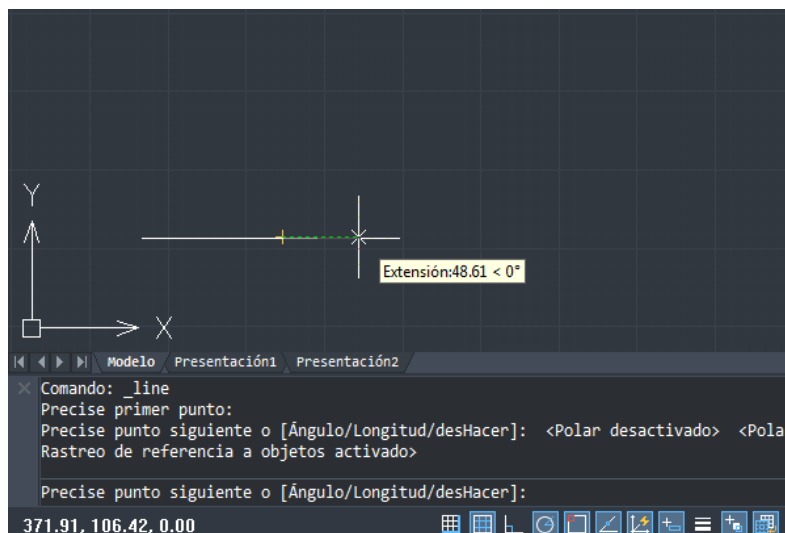 Y
Extensión:48.61 < 0°
X
Modelo Presentación1 Presentación2
Comando: _line
Precise primer punto:
Precise punto siguiente o [Ángulo/Longitud/desHacer]: <Polar desactivado> <Pola
Rastreo de referencia a objetos activado>
Precise punto siguiente o [Ángulo/Longitud/desHacer]:
371.91, 106.42, 0.00